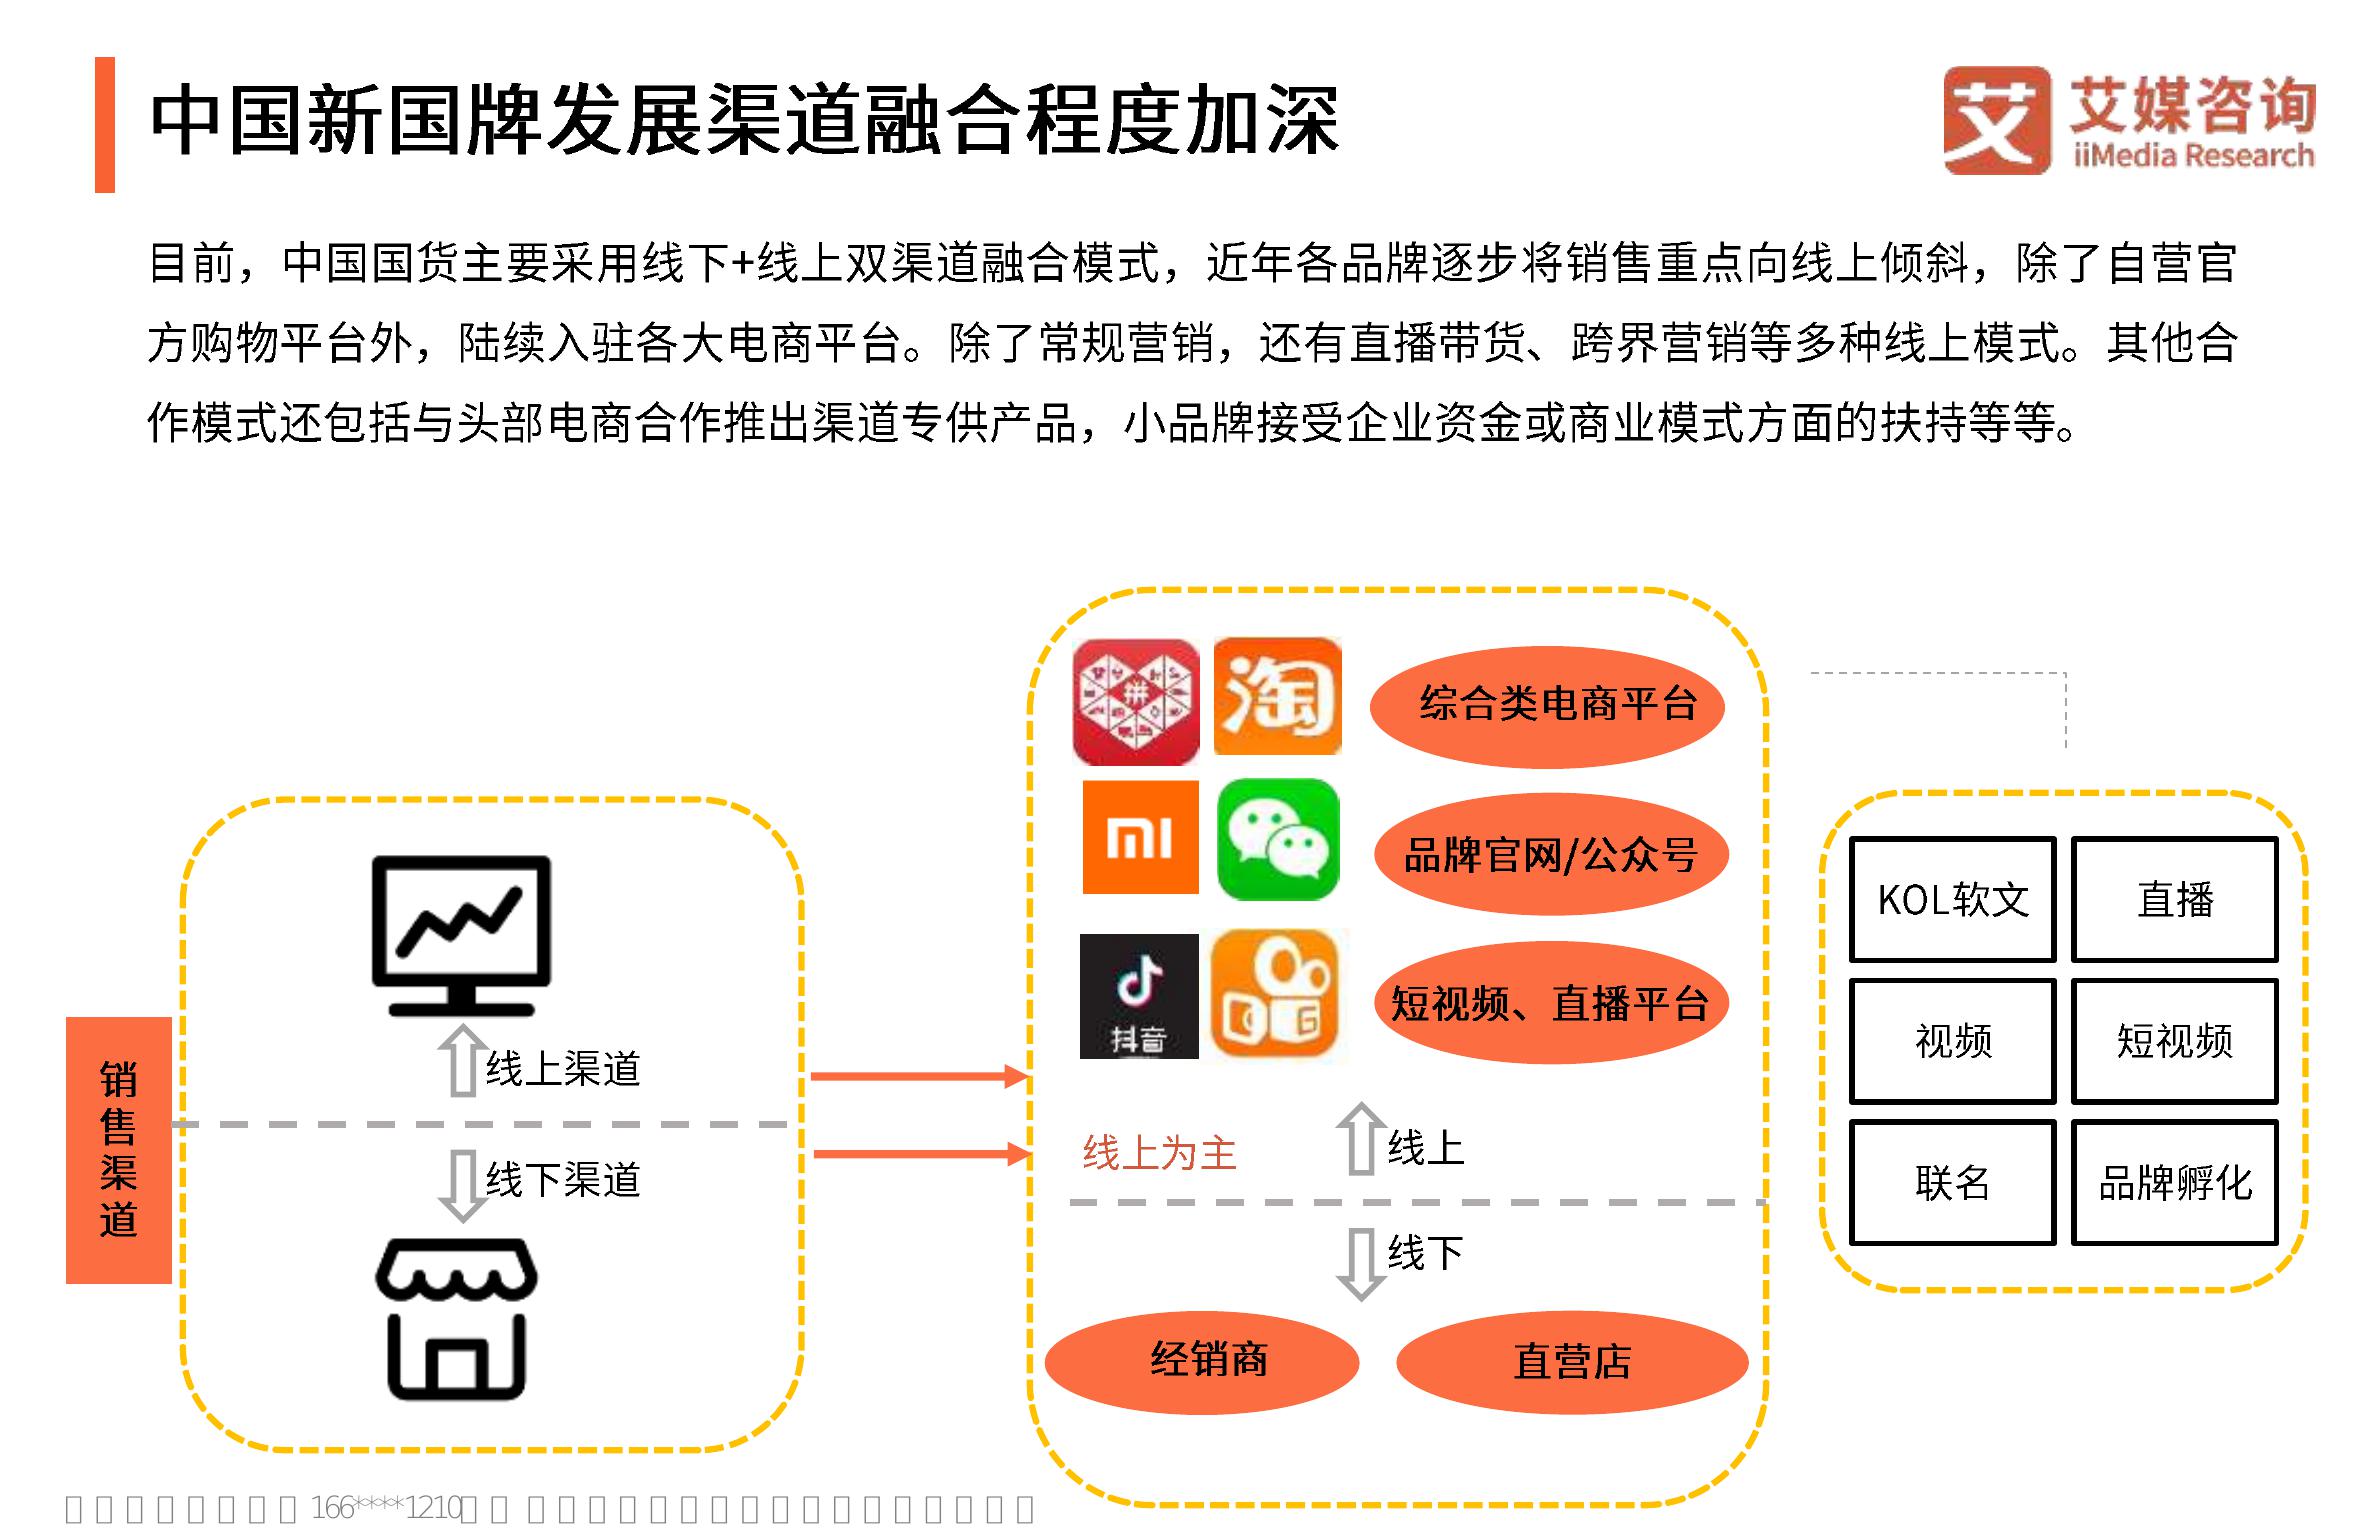 中国新国牌发展渠道融合程度加深
艾
艾媒咨询
iiMedia Research
目前，中国国货主要采用线下+线上双渠道融合模式，近年各品牌逐步将销售重点向线上倾斜，除了自营官
方购物平台外，陆续入驻各大电商平台。除了常规营销，还有直播带货、跨界营销等多种线上模式。其他合
作模式还包括与头部电商合作推出渠道专供产品，小品牌接受企业资金或商业模式方面的扶持等等。
销售渠道
线上渠道
线下渠道
拼
淘
综合类电商平台
mi
品牌官网/公众号
抖音
短视频、直播平台
线上为主
线上
线下
经销商
直营店
KOL软文
直播
视频
短视频
联名
品牌孵化
166****1210